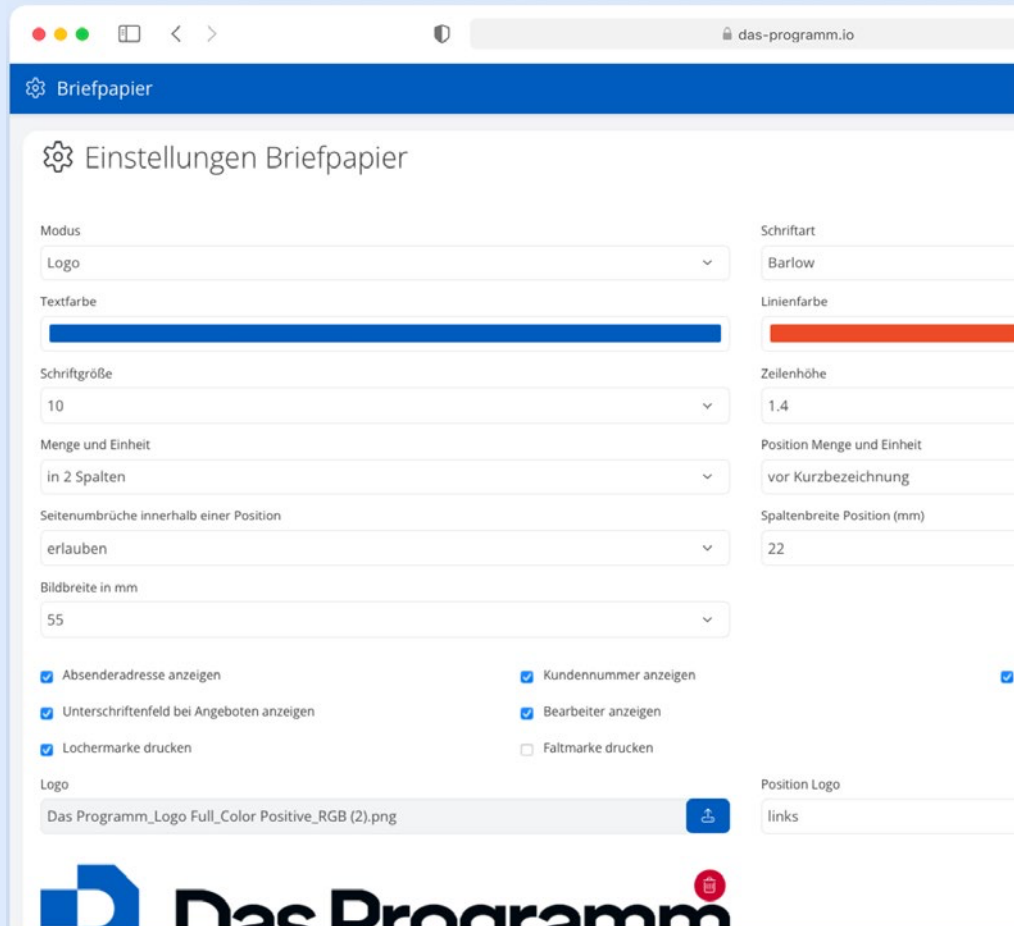 das-programm.io
Briefpapier
Einstellungen Briefpapier
Modus
Schriftart
Logo
Barlow
Textfarbe
Linienfarbe
Schriftgröße
Zeilenhöhe
10
1.4
Menge und Einheit
Position Menge und Einheit
in 2 Spalten
vor Kurzbezeichnung
Seitenumbrüche innerhalb einer Position
Spaltenbreite Position (mm)
erlauben
22
Bildbreite in mm
55
Absenderadresse anzeigen
Kundennummer anzeigen
Unterschriftenfeld bei Angeboten anzeigen
Bearbeiter anzeigen
Lochermarke drucken
Faltmarke drucken
Logo
Position Logo
Das Programm_Logo Full_Color Positive_RGB (2).png
links
Das Programm